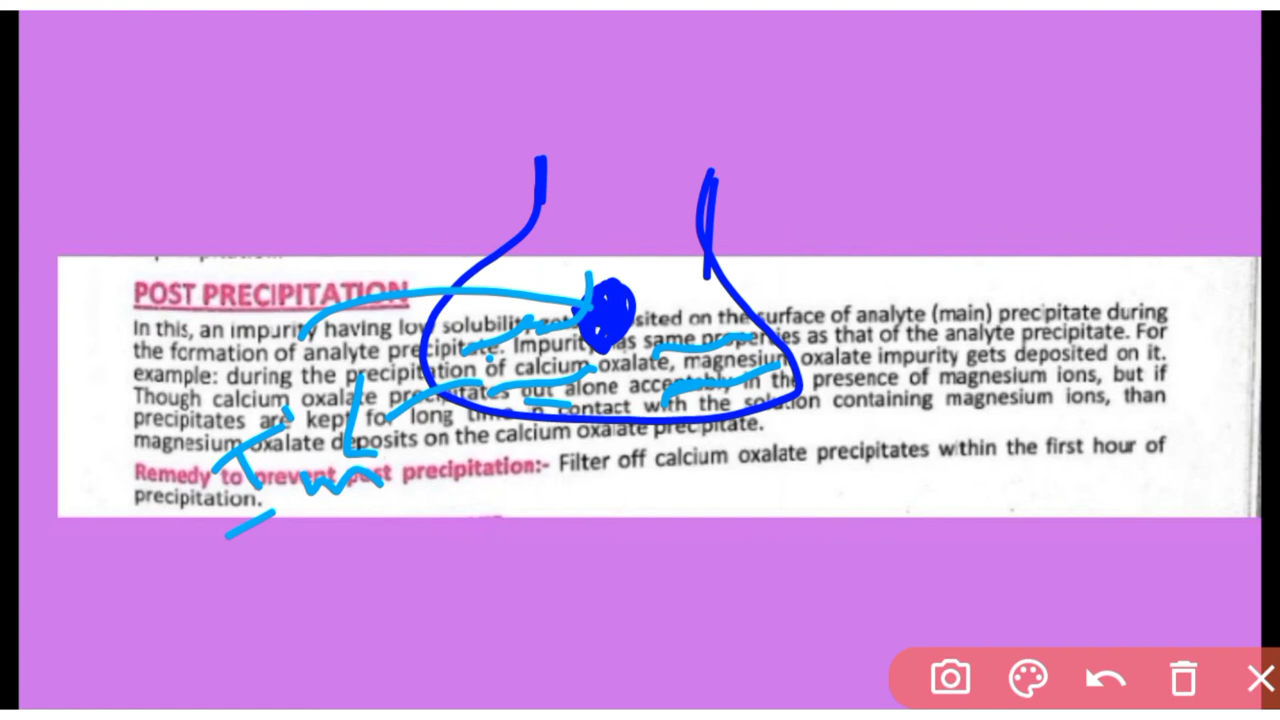 POST PRECIPITATION
In this, an impurity having low solubility sited on the surface of analyte (main) precipitate during
the formation of analyte precipitate. Impurity has same properties as that of the analyte precipitate. For
example: during the precipitation of calcium oxalate, magnesium oxalate impurity gets deposited on it.
Though calcium oxalate precipitates out alone acceptably in the presence of magnesium ions, but if
precipitates are kept for long time in contact with the solution containing magnesium ions, than
magnesium oxalate deposits on the calcium oxalate precipitate.
Remedy to prevent post precipitation:- Filter off calcium oxalate precipitates within the first hour of
precipitation.